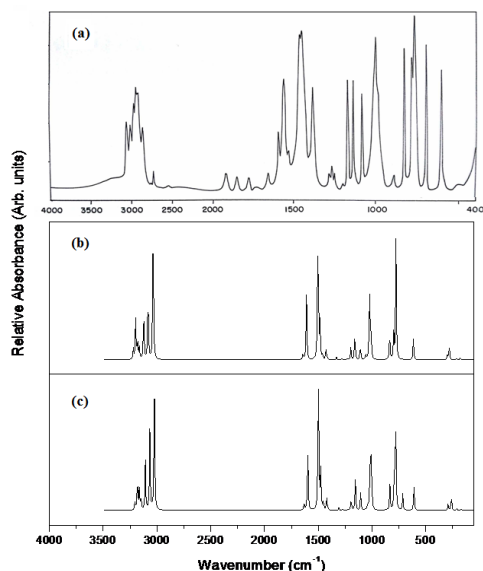 (a)
4000 3500 3000 2500 2000 1500 1000 400
Relative Absorbance (Arb. units)
(b)
(c)
4000 3500 3000 2500 2000 1500 1000 500
Wavenumber (cm⁻¹)